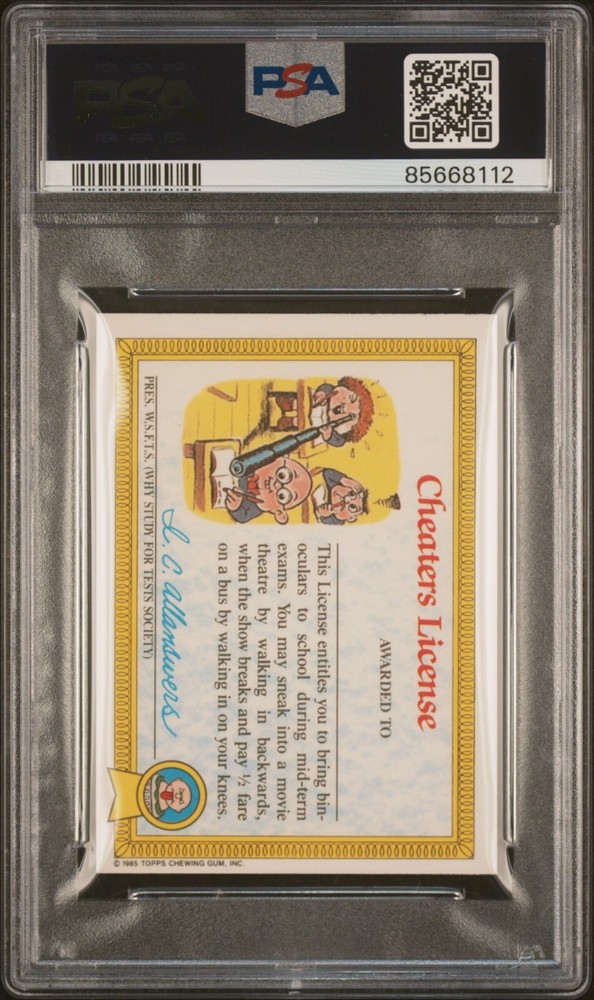 PSA
85668112
Cheaters License
AWARDED TO
This License entitles you to bring bin-
oculars to school during mid-term
exams. You may sneak into a movie
theatre by walking in backwards,
when the show breaks and pay ½ fare
on a bus by walking in on your knees.
I. C. Allanswers
PRES. W.S.F.T.S. (WHY STUDY FOR TESTS SOCIETY)
© 1985 TOPPS CHEWING GUM, INC.